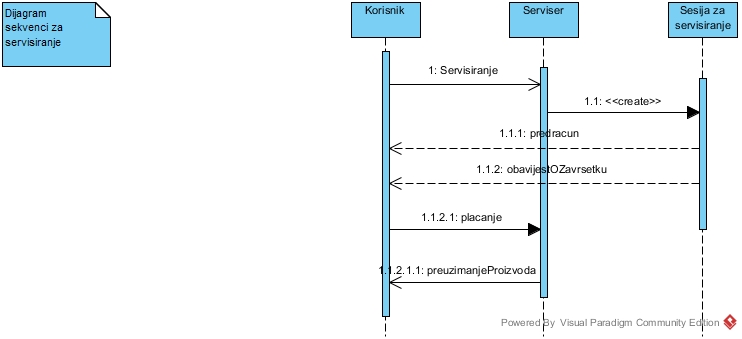 Dijagram
sekvenci za
servisiranje
Korisnik
Serviser
Sesija za
servisiranje
1: Servisiranje
1.1: <<create>>
1.1.1: predracun
1.1.2: obavijestOZavrsetku
1.1.2.1: placanje
1.1.2.1.1: preuzimanjeProizvoda
Powered By Visual Paradigm Community Edition